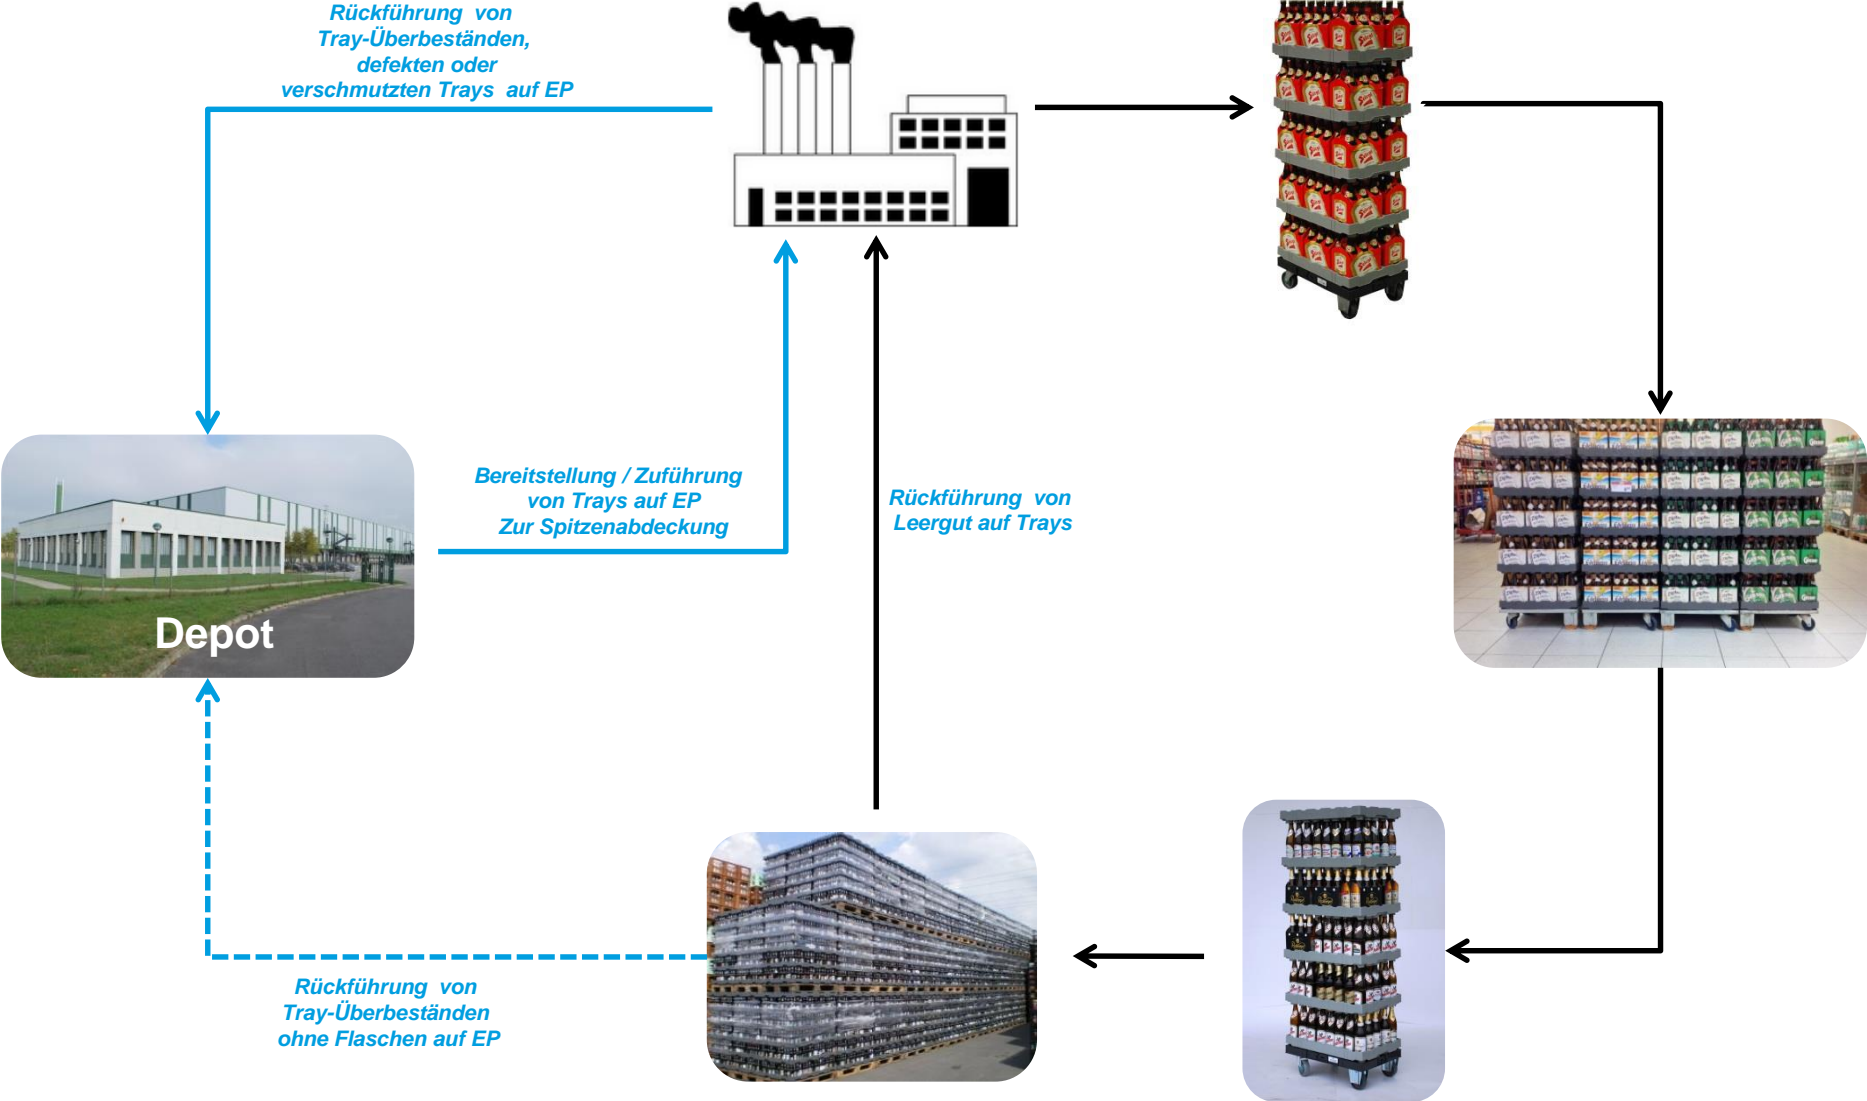 Rückführung von
Tray-Überbeständen,
defekten oder
verschmutzten Trays auf EP
Bereitstellung / Zuführung
von Trays auf EP
Zur Spitzenabdeckung
Rückführung von
Leergut auf Trays
Depot
Rückführung von
Tray-Überbeständen
ohne Flaschen auf EP